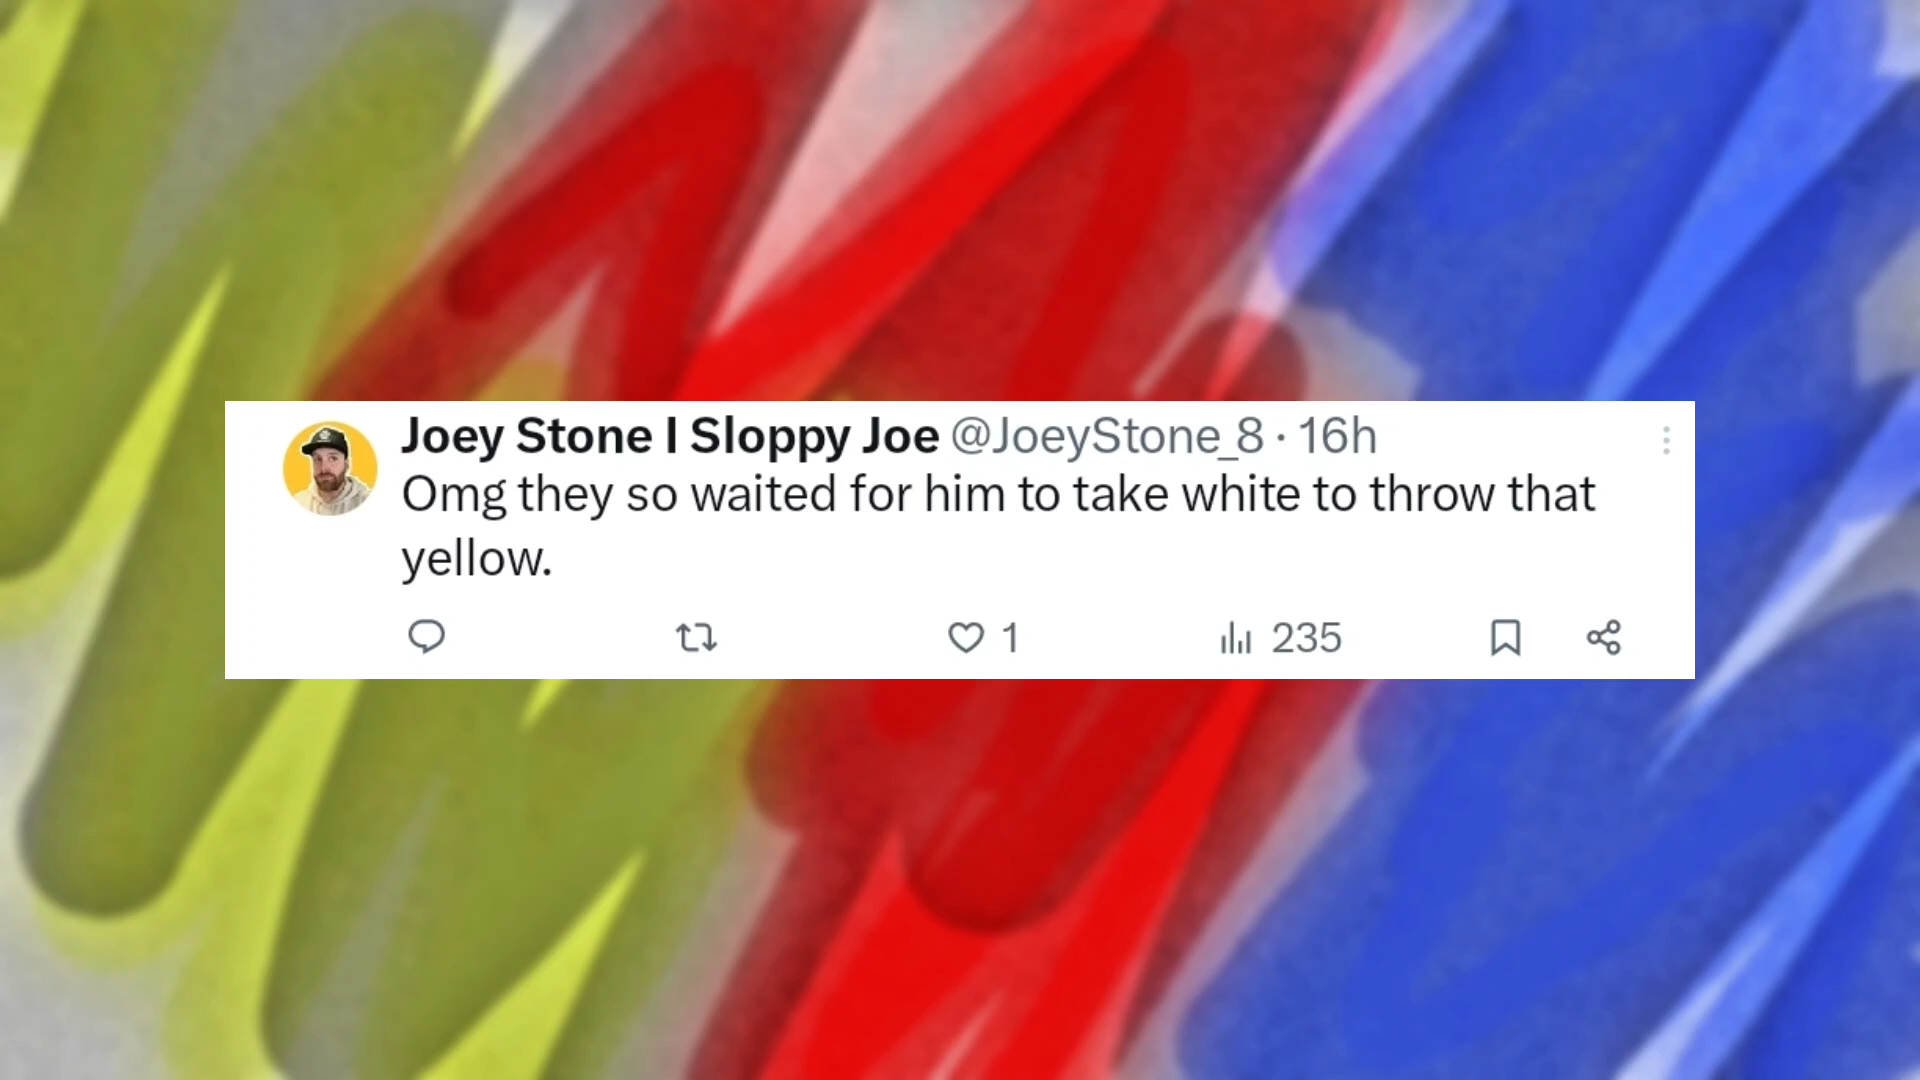 Joey Stone I Sloppy Joe @JoeyStone_8 · 16h
Omg they so waited for him to take white to throw that
yellow.
1 235